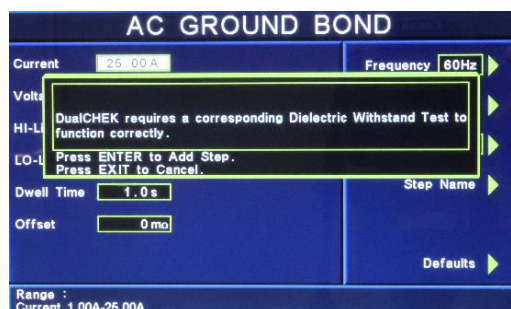 AC GROUND BOND
Current 25.00A
Frequency 60Hz
DualCHEK requires a corresponding Dielectric Withstand Test to
function correctly.
Press ENTER to Add Step.
Press EXIT to Cancel.
Dwell Time 1.0s
Step Name
Offset 0mΩ
Defaults
Range :
Current 1.00A-25.00A